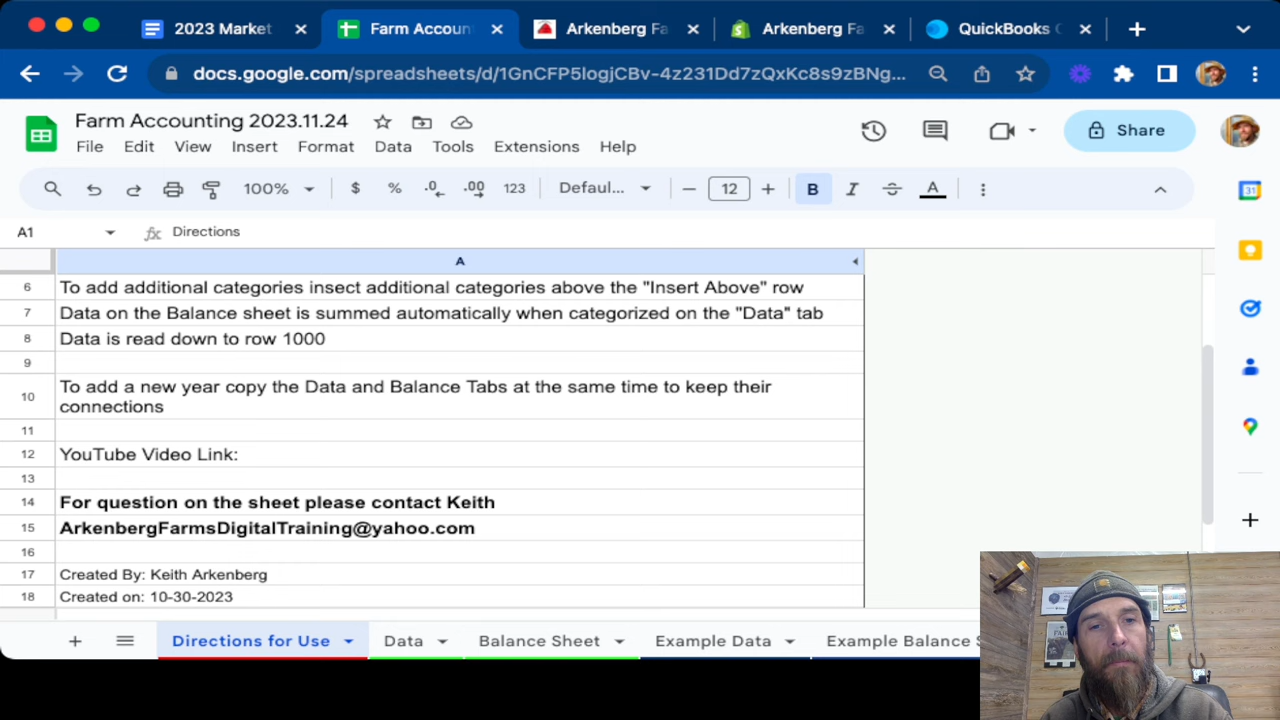 2023 Market
Farm Accoun
Arkenberg Fa
Arkenberg Fa
QuickBooks
docs.google.com/spreadsheets/d/1GnCFP5logjCBv-4z231Dd7zQxKc8s9zBNg...
Farm Accounting 2023.11.24
File Edit View Insert Format Data Tools Extensions Help
Share
100% $ % .0 .00 123 Defaul... 12 B I A
31
A1 fx Directions
A
6 To add additional categories insect additional categories above the "Insert Above" row
7 Data on the Balance sheet is summed automatically when categorized on the "Data" tab
8 Data is read down to row 1000
9
10 To add a new year copy the Data and Balance Tabs at the same time to keep their
connections
11
12 YouTube Video Link:
13
14 For question on the sheet please contact Keith
15 ArkenbergFarmsDigitalTraining@yahoo.com
16
17 Created By: Keith Arkenberg
18 Created on: 10-30-2023
Directions for Use Data Balance Sheet Example Data Example Balance S